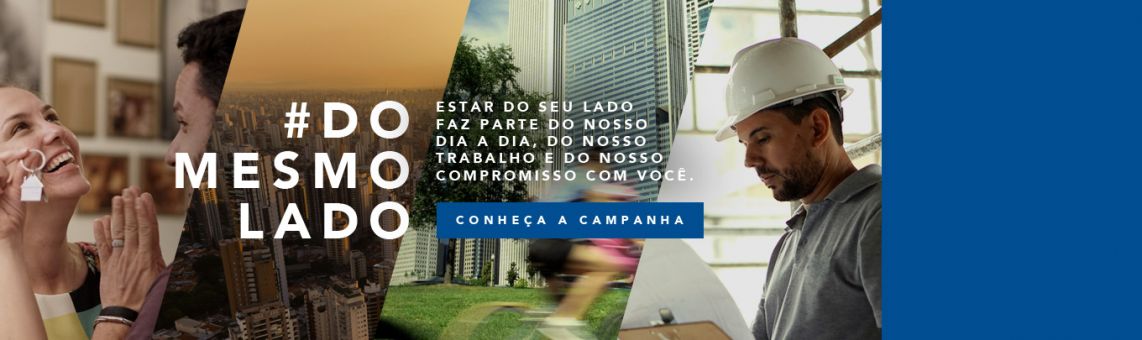 #DO
MESMO
LADO
ESTAR DO SEU LADO
FAZ PARTE DO NOSSO
DIA A DIA, DO NOSSO
TRABALHO E DO NOSSO
COMPROMISSO COM VOCÊ.
CONHEÇA A CAMPANHA